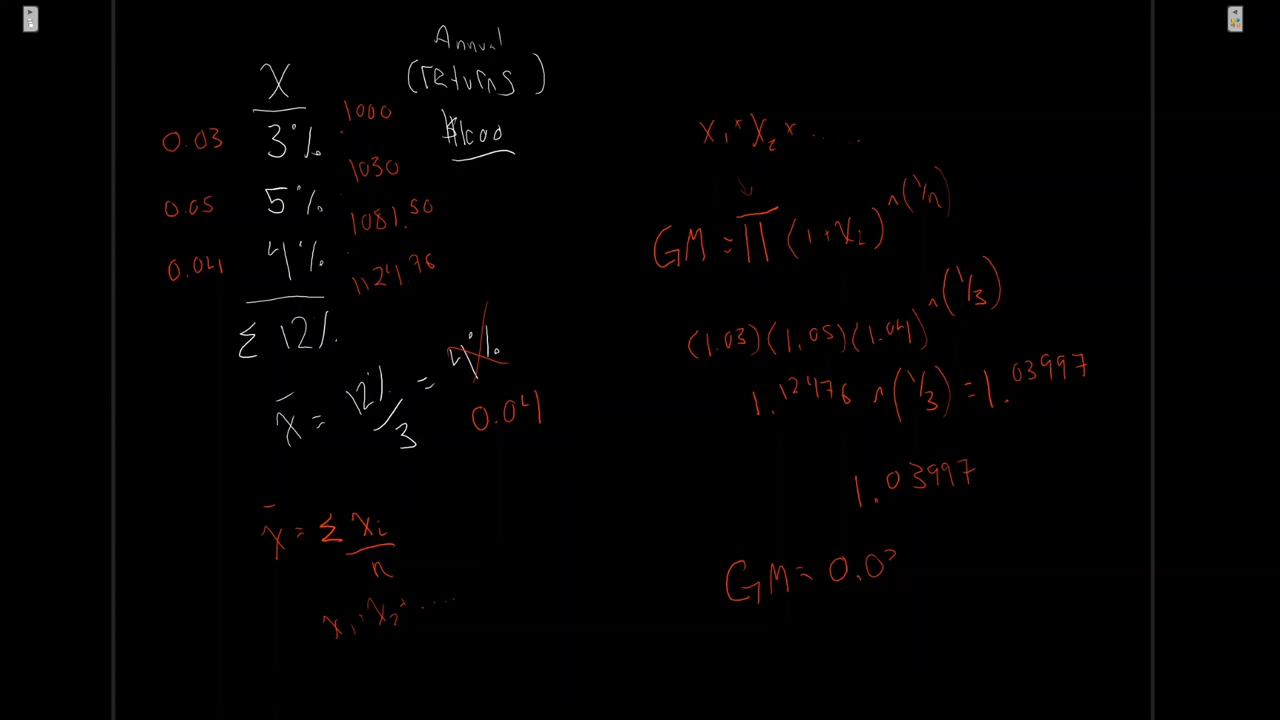 Annual
X (returns)
1000
0.03 3% $1000
1030
0.05 5%
1081.50
0.04 4%
1124.76
Σ 12%
x̄ = 12%/3 = 4%
0.04
x̄ = Σ xi/n
x₁+x₂+.....
x₁*x₂*.....
GM = Π(1+xi)^(1/n)
(1.03)(1.05)(1.04)^(1/3)
1.12476^(1/3) = 1.03997
1.03997
GM = 0.03